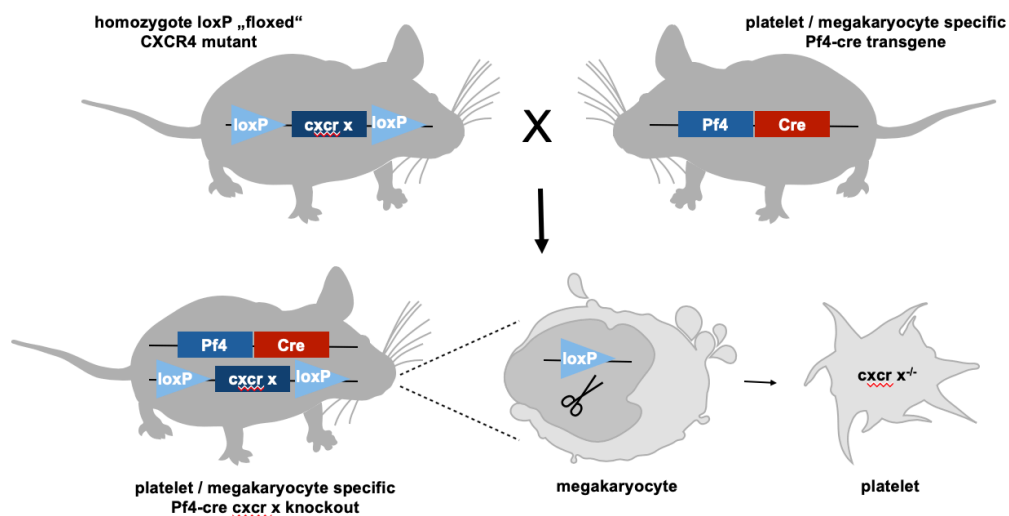 homozygote loxP „floxed“
CXCR4 mutant
platelet / megakaryocyte specific
Pf4-cre transgene
loxP
cxcr x
loxP
X
Pf4
Cre
Pf4
Cre
loxP
cxcr x
loxP
loxP
cxcr x-/-
platelet / megakaryocyte specific
Pf4-cre cxcr x knockout
megakaryocyte
platelet